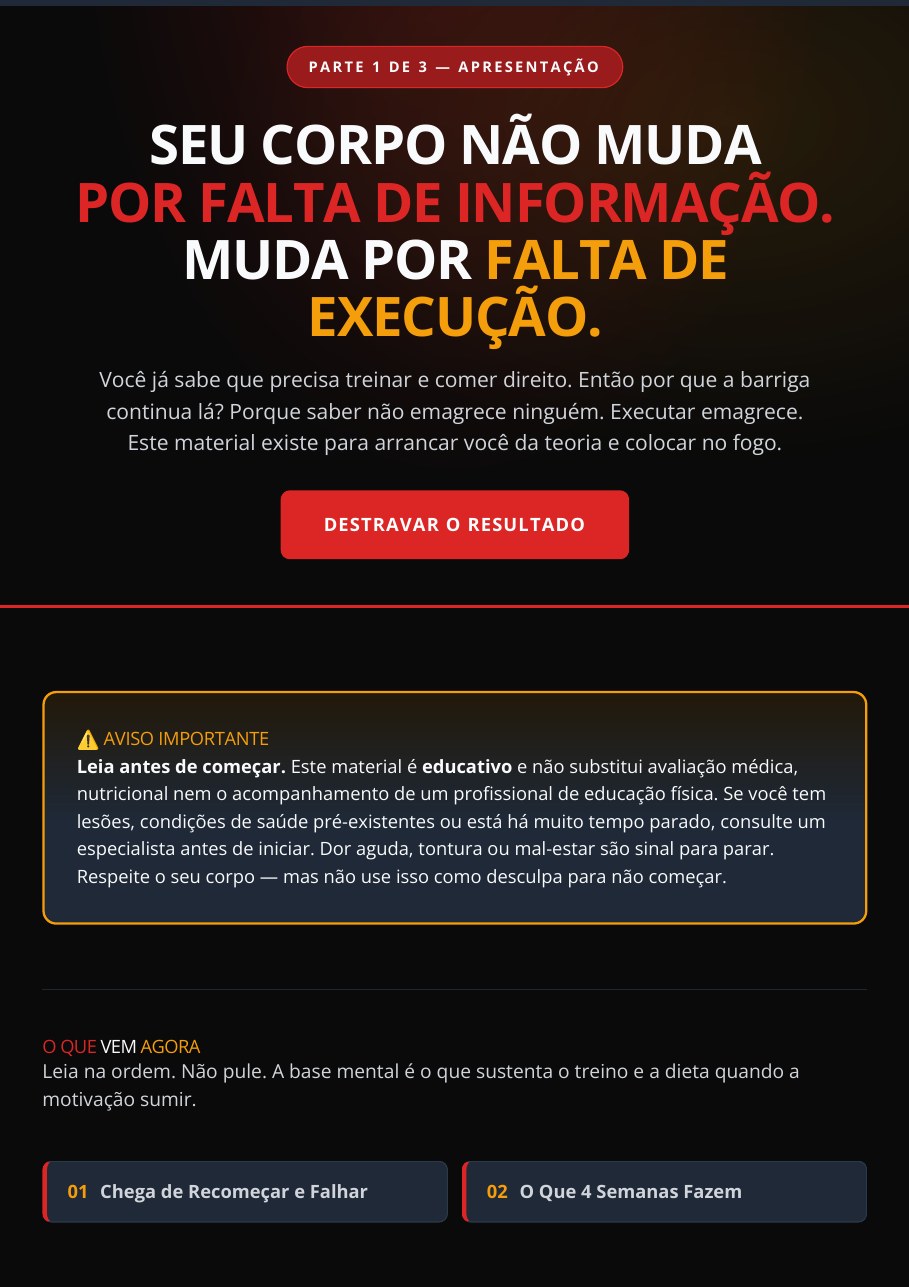 PARTE 1 DE 3 — APRESENTAÇÃO
SEU CORPO NÃO MUDA
POR FALTA DE INFORMAÇÃO.
MUDA POR FALTA DE
EXECUÇÃO.
Você já sabe que precisa treinar e comer direito. Então por que a barriga
continua lá? Porque saber não emagrece ninguém. Executar emagrece.
Este material existe para arrancar você da teoria e colocar no fogo.
DESTRAVAR O RESULTADO
⚠️ AVISO IMPORTANTE
Leia antes de começar. Este material é educativo e não substitui avaliação médica,
nutricional nem o acompanhamento de um profissional de educação física. Se você tem
lesões, condições de saúde pré-existentes ou está há muito tempo parado, consulte um
especialista antes de iniciar. Dor aguda, tontura ou mal-estar são sinal para parar.
Respeite o seu corpo — mas não use isso como desculpa para não começar.
O QUE VEM AGORA
Leia na ordem. Não pule. A base mental é o que sustenta o treino e a dieta quando a
motivação sumir.
01 Chega de Recomeçar e Falhar
02 O Que 4 Semanas Fazem